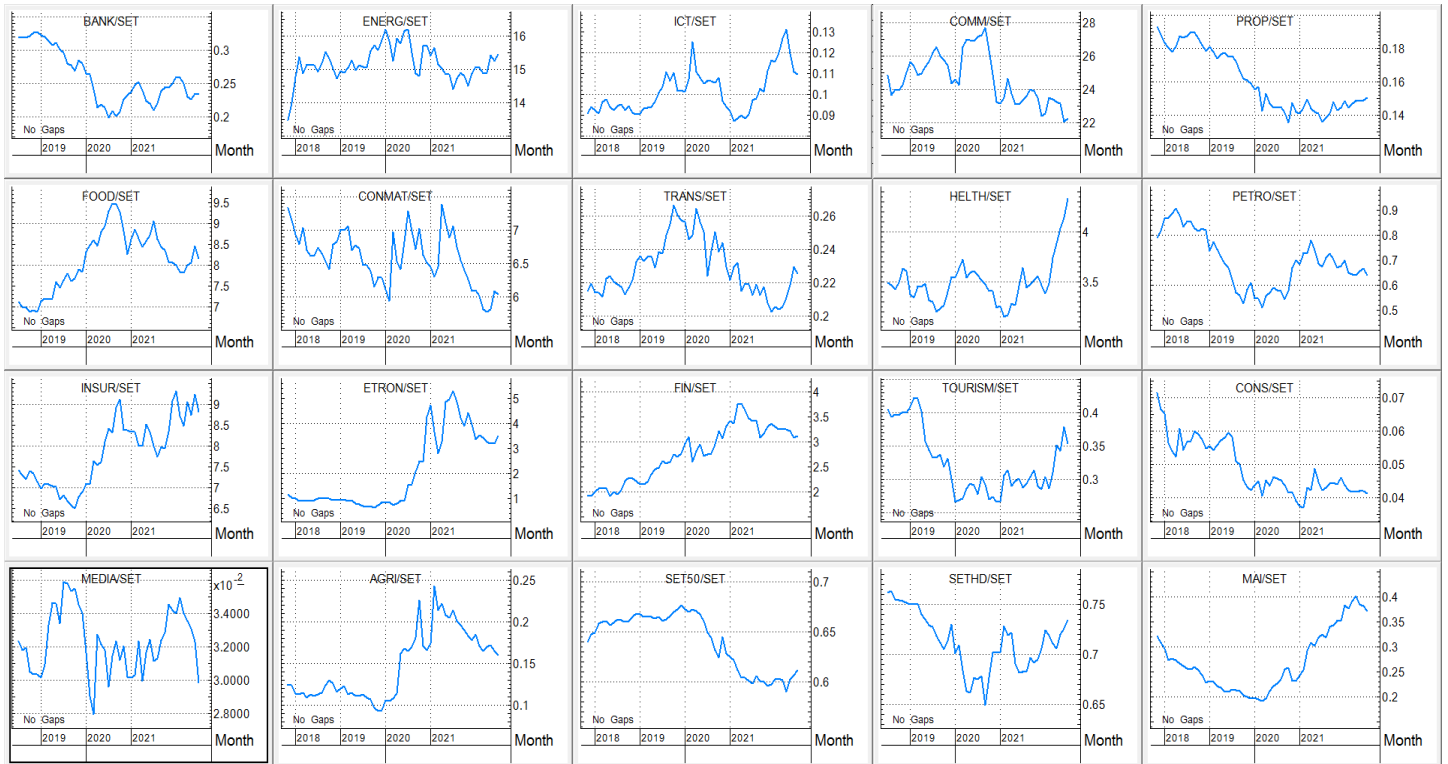 BANK/SET
0.3
0.25
0.2
No Gaps
2019 2020 2021 Month
ENERG/SET
16
15
14
No Gaps
2018 2019 2020 2021 Month
ICT/SET
0.13
0.11
0.1
0.09
No Gaps
2018 2019 2020 2021 Month
COMM/SET
28
26
24
22
No Gaps
2019 2020 2021 Month
PROP/SET
0.18
0.16
0.14
No Gaps
2018 2019 2020 2021 Month
FOOD/SET
9.5
9
8.5
8
7.5
7
No Gaps
2019 2020 2021 Month
CONMAT/SET
7
6.5
6
No Gaps
2018 2019 2020 2021 Month
TRANS/SET
0.26
0.24
0.22
0.2
No Gaps
2018 2019 2020 2021 Month
HELTH/SET
4
3.5
No Gaps
2019 2020 2021 Month
PETRO/SET
0.9
0.8
0.7
0.6
0.5
No Gaps
2018 2019 2020 2021 Month
INSUR/SET
9
8.5
8
7.5
7
6.5
No Gaps
2019 2020 2021 Month
ETRON/SET
5
4
3
2
1
No Gaps
2018 2019 2020 2021 Month
FIN/SET
4
3.5
3
2.5
2
No Gaps
2018 2019 2020 2021 Month
TOURISM/SET
0.4
0.35
0.3
No Gaps
2019 2020 2021 Month
CONS/SET
0.07
0.06
0.05
0.04
No Gaps
2018 2019 2020 2021 Month
MEDIA/SET
x10-2
3.4000
3.2000
3.0000
2.8000
No Gaps
2019 2020 2021 Month
AGRI/SET
0.25
0.2
0.15
0.1
No Gaps
2018 2019 2020 2021 Month
SET50/SET
0.7
0.65
0.6
No Gaps
2018 2019 2020 2021 Month
SETHD/SET
0.75
0.7
0.65
No Gaps
2019 2020 2021 Month
MAI/SET
0.4
0.35
0.3
0.25
0.2
No Gaps
2018 2019 2020 2021 Month